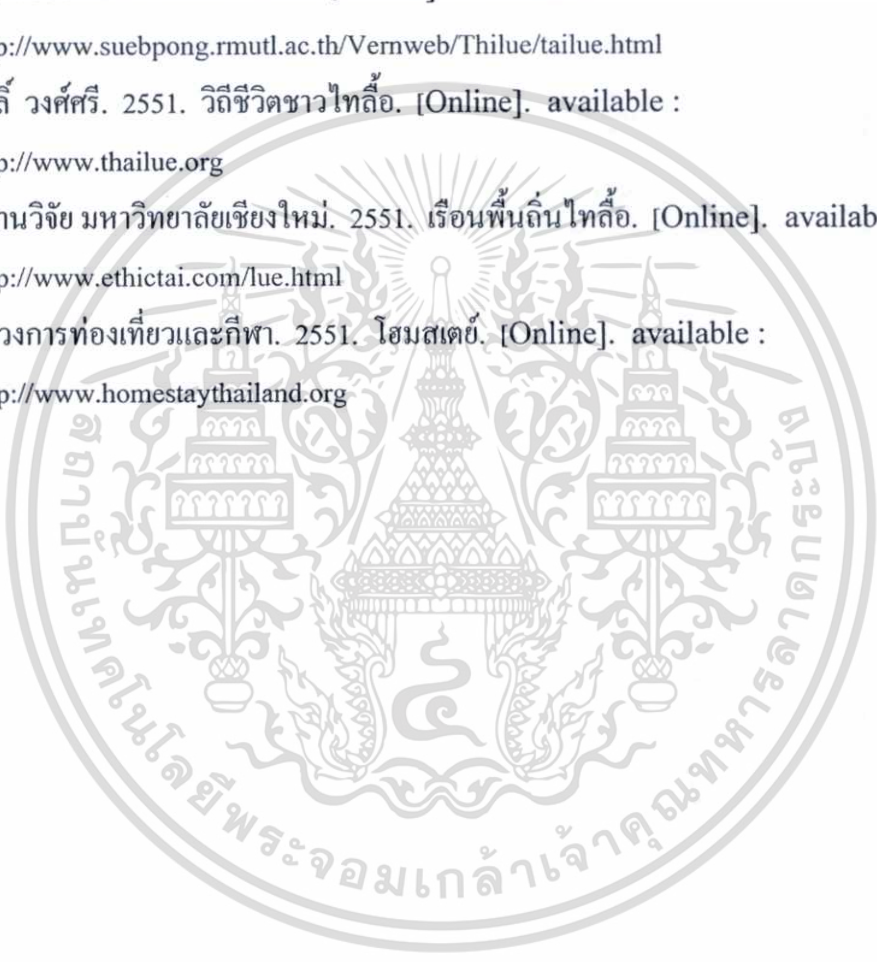 p://www.suebpong.rmutl.ac.th/Vernweb/Thilue/tailue.html
วงศ์ศรี. 2551. วิถีชีวิตชาวไทลื้อ. [Online]. available :
p://www.thailue.org
านวิจัย มหาวิทยาลัยเชียงใหม่. 2551. เรือนพื้นถิ่นไทลื้อ. [Online]. availab
p://www.ethictai.com/lue.html
วงการท่องเที่ยวและกีฬา. 2551. โฮมสเตย์. [Online]. available :
p://www.homestaythailand.org
๔
สถาบันเทคโนโลยีพระจอมเกล้าเจ้าคุณทหารลาดกระบัง